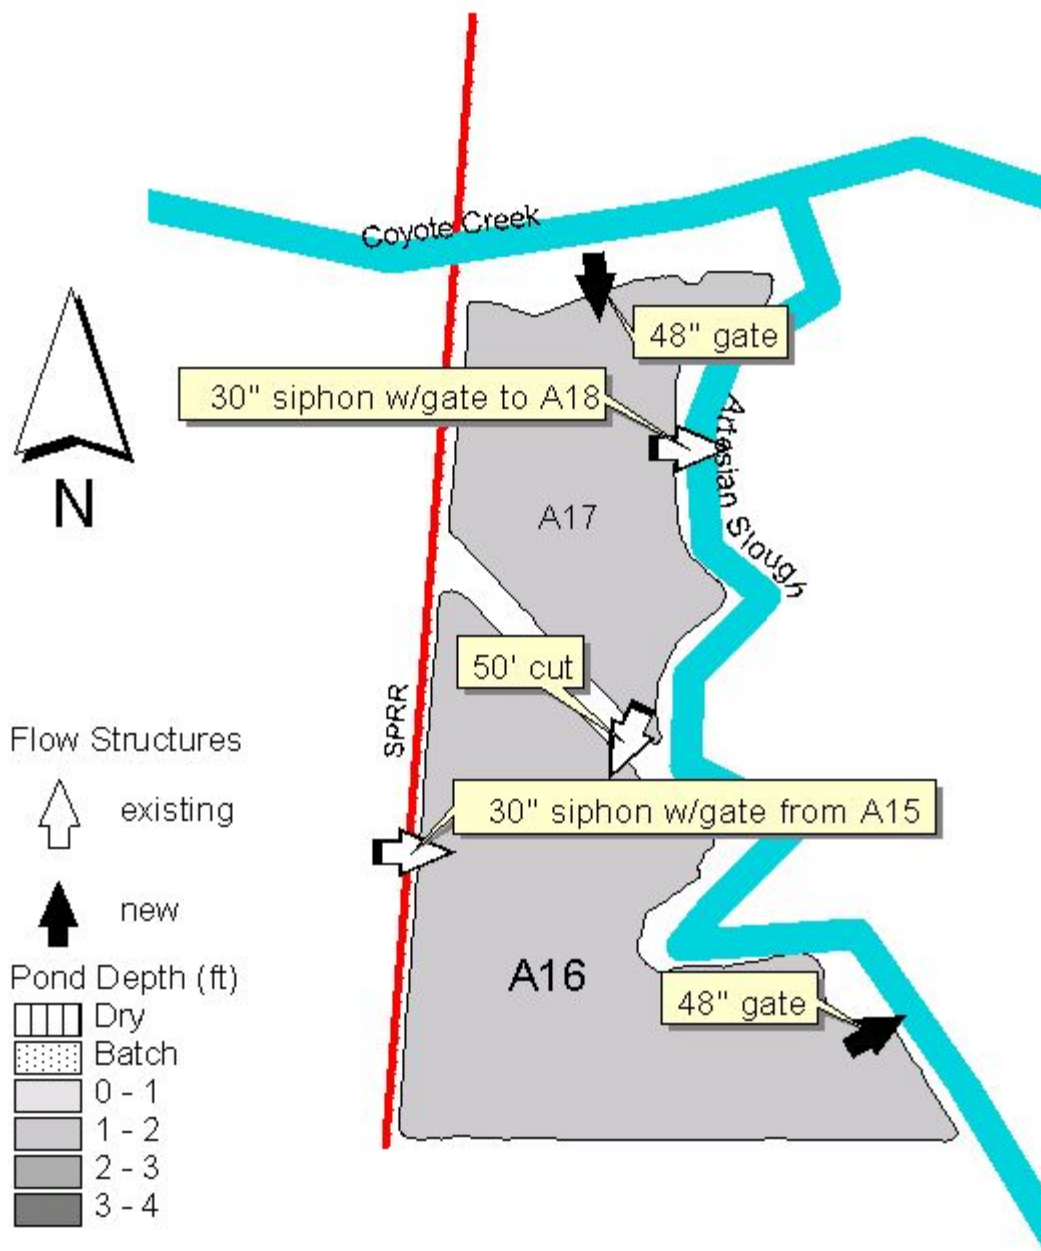 Coyote Creek
48" gate
30" siphon w/gate to A18
Artesian Slough
N
A17
50' cut
SPRR
Flow Structures
existing
30" siphon w/gate from A15
new
A16
Pond Depth (ft)
48" gate
Dry
Batch
0 - 1
1 - 2
2 - 3
3 - 4